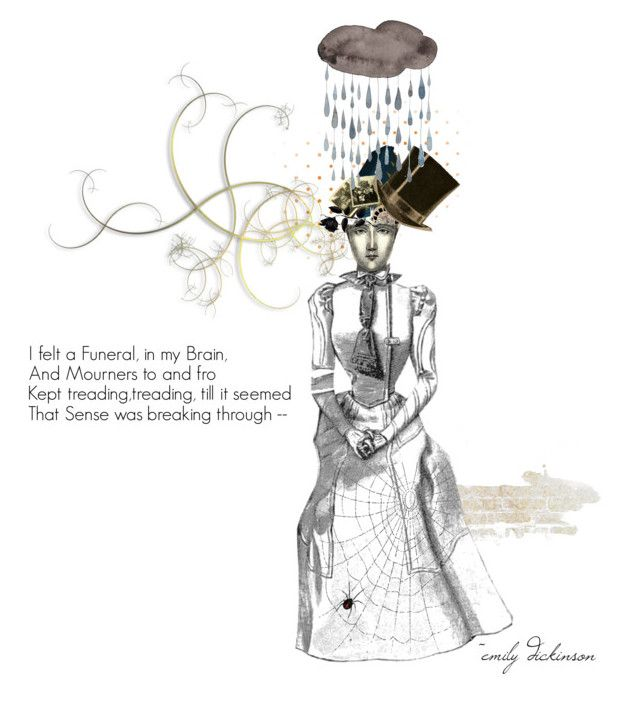 I felt a Funeral, in my Brain,
And Mourners to and fro
Kept treading,treading, till it seemed
That Sense was breaking through --
~emily dickinson